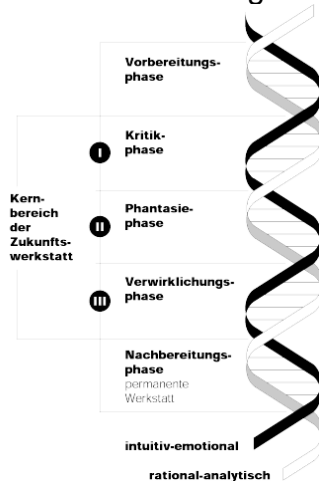 Vorbereitungs-
phase
I
Kritik-
phase
Kern-
bereich
der
Zukunfts-
werkstatt
II
Phantasie-
phase
III
Verwirklichungs-
phase
Nachbereitungs-
phase
permanente
Werkstatt
intuitiv-emotional
rational-analytisch